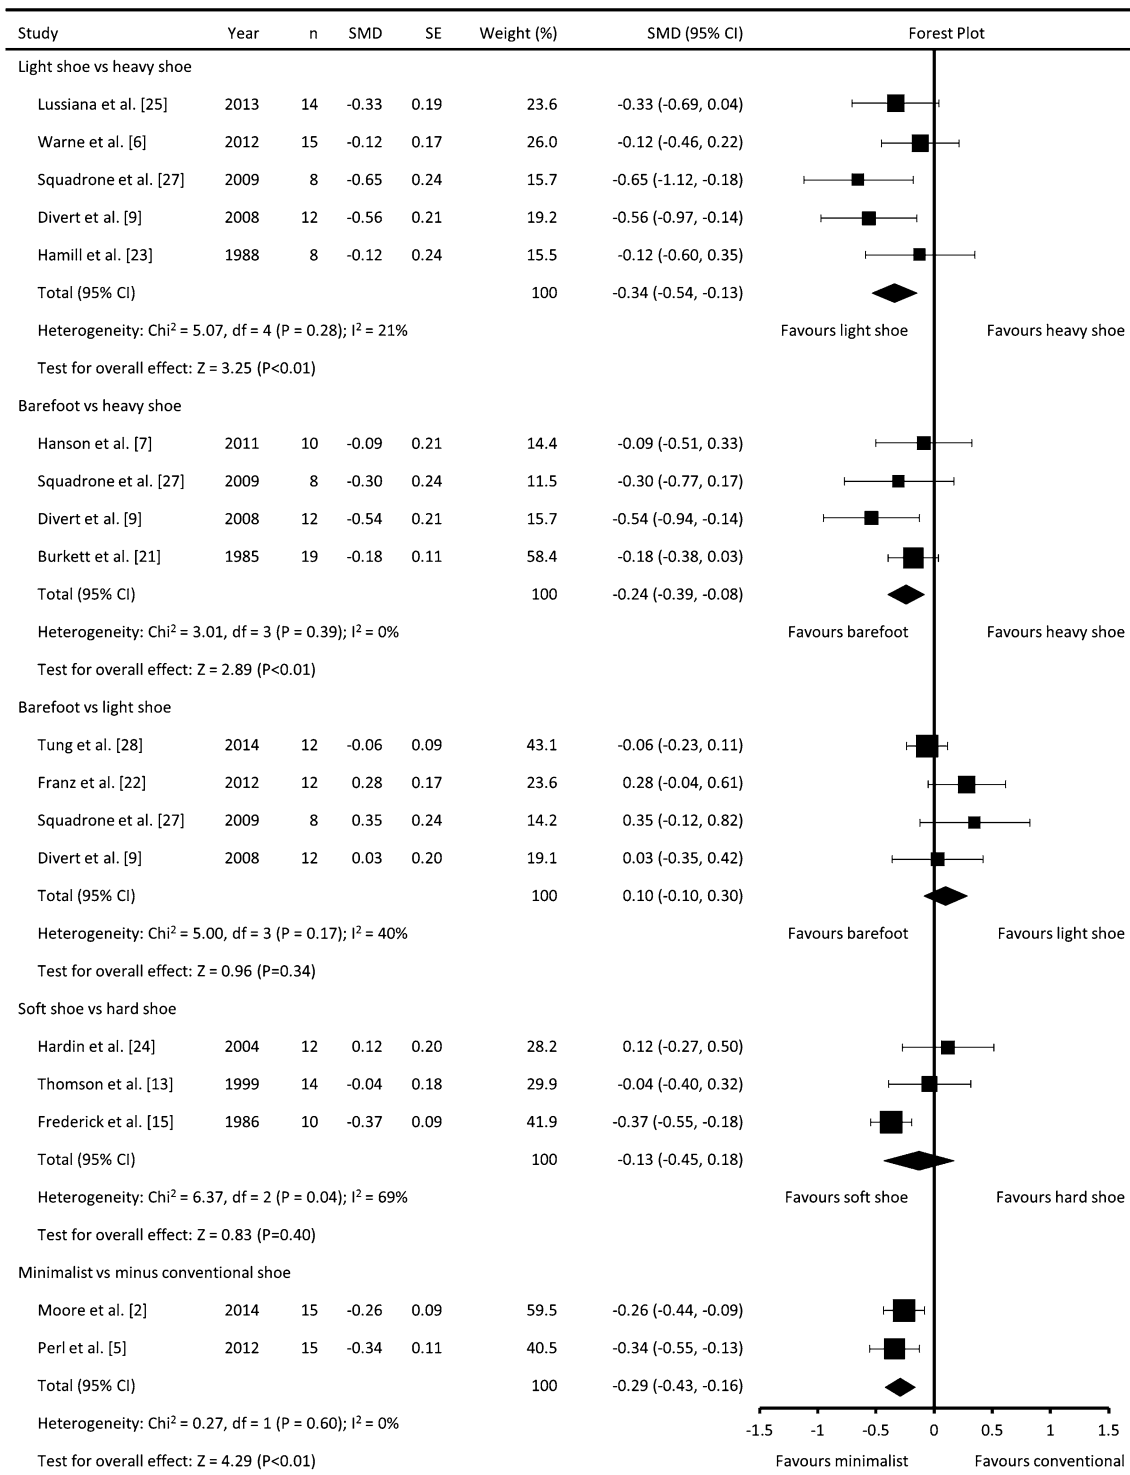 Study Year n SMD SE Weight (%) SMD (95% CI) Forest Plot
Light shoe vs heavy shoe
Lussiana et al. [25] 2013 14 -0.33 0.19 23.6 -0.33 (-0.69, 0.04)
Warne et al. [6] 2012 15 -0.12 0.17 26.0 -0.12 (-0.46, 0.22)
Squadrone et al. [27] 2009 8 -0.65 0.24 15.7 -0.65 (-1.12, -0.18)
Divert et al. [9] 2008 12 -0.56 0.21 19.2 -0.56 (-0.97, -0.14)
Hamill et al. [23] 1988 8 -0.12 0.24 15.5 -0.12 (-0.60, 0.35)
Total (95% CI) 100 -0.34 (-0.54, -0.13)
Heterogeneity: Chi² = 5.07, df = 4 (P = 0.28); I² = 21% Favours light shoe Favours heavy shoe
Test for overall effect: Z = 3.25 (P<0.01)
Barefoot vs heavy shoe
Hanson et al. [7] 2011 10 -0.09 0.21 14.4 -0.09 (-0.51, 0.33)
Squadrone et al. [27] 2009 8 -0.30 0.24 11.5 -0.30 (-0.77, 0.17)
Divert et al. [9] 2008 12 -0.54 0.21 15.7 -0.54 (-0.94, -0.14)
Burkett et al. [21] 1985 19 -0.18 0.11 58.4 -0.18 (-0.38, 0.03)
Total (95% CI) 100 -0.24 (-0.39, -0.08)
Heterogeneity: Chi² = 3.01, df = 3 (P = 0.39); I² = 0% Favours barefoot Favours heavy shoe
Test for overall effect: Z = 2.89 (P<0.01)
Barefoot vs light shoe
Tung et al. [28] 2014 12 -0.06 0.09 43.1 -0.06 (-0.23, 0.11)
Franz et al. [22] 2012 12 0.28 0.17 23.6 0.28 (-0.04, 0.61)
Squadrone et al. [27] 2009 8 0.35 0.24 14.2 0.35 (-0.12, 0.82)
Divert et al. [9] 2008 12 0.03 0.20 19.1 0.03 (-0.35, 0.42)
Total (95% CI) 100 0.10 (-0.10, 0.30)
Heterogeneity: Chi² = 5.00, df = 3 (P = 0.17); I² = 40% Favours barefoot Favours light shoe
Test for overall effect: Z = 0.96 (P=0.34)
Soft shoe vs hard shoe
Hardin et al. [24] 2004 12 0.12 0.20 28.2 0.12 (-0.27, 0.50)
Thomson et al. [13] 1999 14 -0.04 0.18 29.9 -0.04 (-0.40, 0.32)
Frederick et al. [15] 1986 10 -0.37 0.09 41.9 -0.37 (-0.55, -0.18)
Total (95% CI) 100 -0.13 (-0.45, 0.18)
Heterogeneity: Chi² = 6.37, df = 2 (P = 0.04); I² = 69% Favours soft shoe Favours hard shoe
Test for overall effect: Z = 0.83 (P=0.40)
Minimalist vs minus conventional shoe
Moore et al. [2] 2014 15 -0.26 0.09 59.5 -0.26 (-0.44, -0.09)
Perl et al. [5] 2012 15 -0.34 0.11 40.5 -0.34 (-0.55, -0.13)
Total (95% CI) 100 -0.29 (-0.43, -0.16)
Heterogeneity: Chi² = 0.27, df = 1 (P = 0.60); I² = 0% -1.5 -1 -0.5 0 0.5 1 1.5
Test for overall effect: Z = 4.29 (P<0.01) Favours minimalist Favours conventional